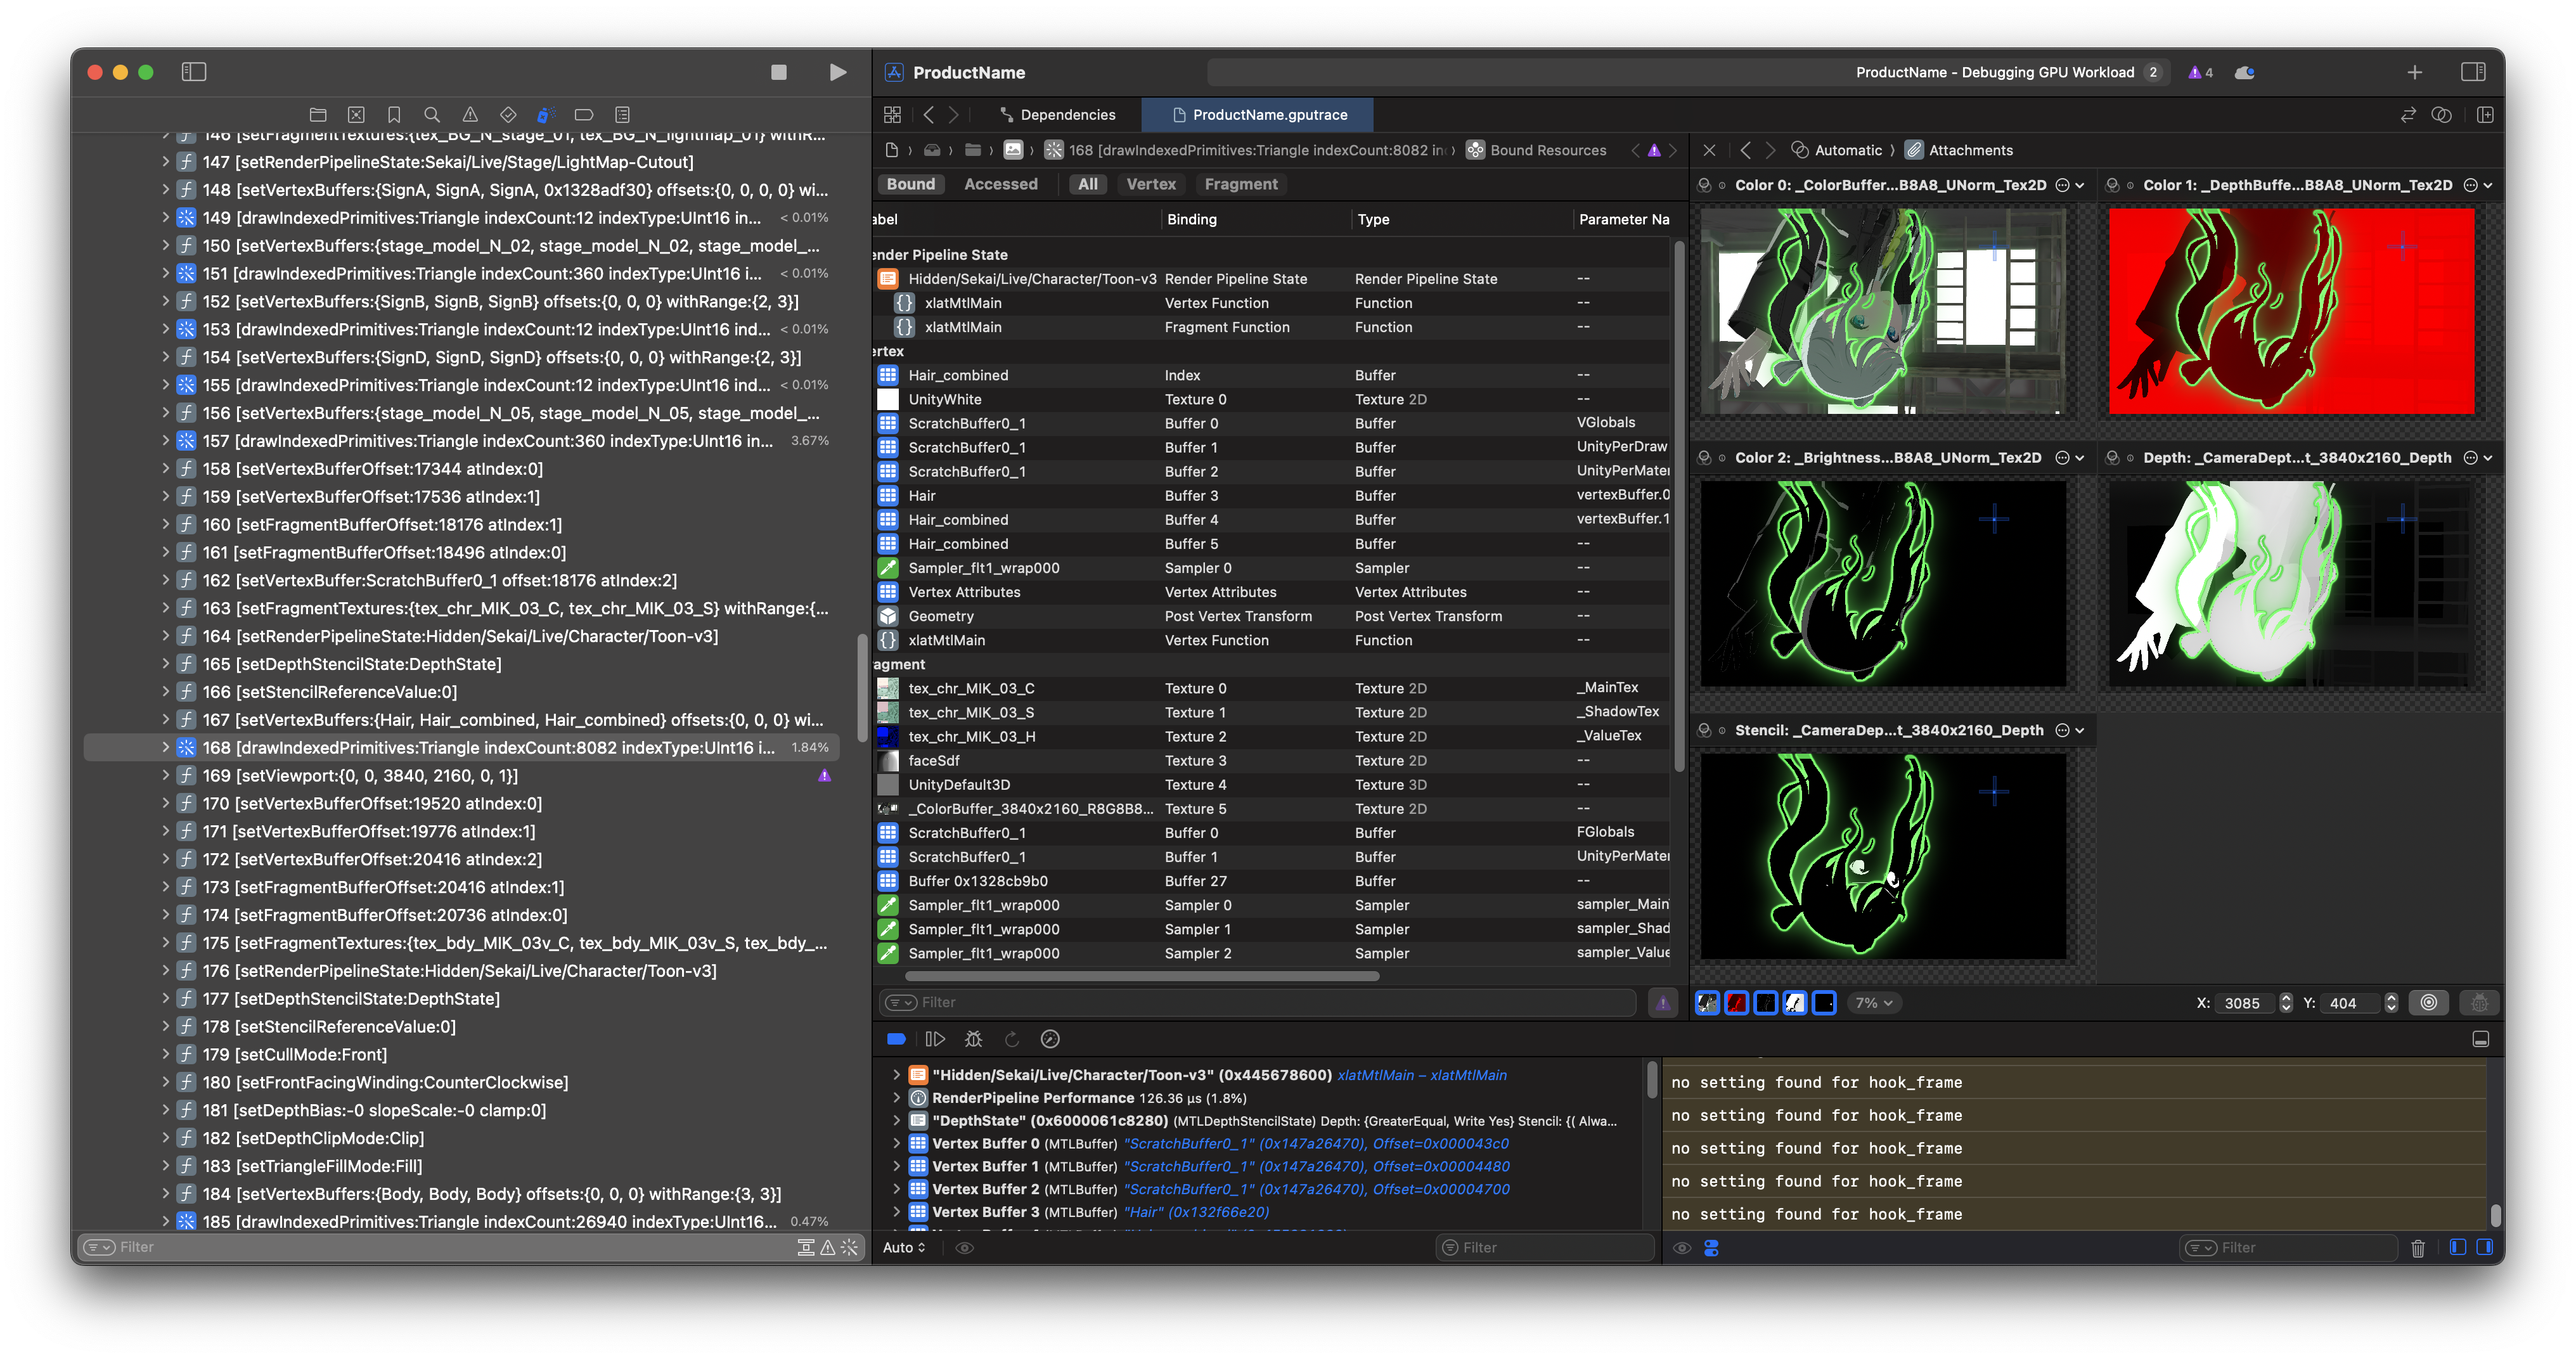 ProductName
ProductName - Debugging GPU Workload 2
4
Dependencies
ProductName.gputrace
146 [setFragmentTextures:{tex_BG_N_stage_01, tex_BG_N_lightmap_01} withR...
147 [setRenderPipelineState:Sekai/Live/Stage/LightMap-Cutout]
148 [setVertexBuffers:{SignA, SignA, SignA, 0x1328adf30} offsets:{0, 0, 0, 0} wi...
149 [drawIndexedPrimitives:Triangle indexCount:12 indexType:UInt16 in... < 0.01%
150 [setVertexBuffers:{stage_model_N_02, stage_model_N_02, stage_model_...
151 [drawIndexedPrimitives:Triangle indexCount:360 indexType:UInt16 i... < 0.01%
152 [setVertexBuffers:{SignB, SignB, SignB} offsets:{0, 0, 0} withRange:{2, 3}]
153 [drawIndexedPrimitives:Triangle indexCount:12 indexType:UInt16 ind... < 0.01%
154 [setVertexBuffers:{SignD, SignD, SignD} offsets:{0, 0, 0} withRange:{2, 3}]
155 [drawIndexedPrimitives:Triangle indexCount:12 indexType:UInt16 ind... < 0.01%
156 [setVertexBuffers:{stage_model_N_05, stage_model_N_05, stage_model_...
157 [drawIndexedPrimitives:Triangle indexCount:360 indexType:UInt16 in... 3.67%
158 [setVertexBufferOffset:17344 atIndex:0]
159 [setVertexBufferOffset:17536 atIndex:1]
160 [setFragmentBufferOffset:18176 atIndex:1]
161 [setFragmentBufferOffset:18496 atIndex:0]
162 [setVertexBuffer:ScratchBuffer0_1 offset:18176 atIndex:2]
163 [setFragmentTextures:{tex_chr_MIK_03_C, tex_chr_MIK_03_S} withRange:{...
164 [setRenderPipelineState:Hidden/Sekai/Live/Character/Toon-v3]
165 [setDepthStencilState:DepthState]
166 [setStencilReferenceValue:0]
167 [setVertexBuffers:{Hair, Hair_combined, Hair_combined} offsets:{0, 0, 0} wi...
168 [drawIndexedPrimitives:Triangle indexCount:8082 indexType:UInt16 i... 1.84%
169 [setViewport:{0, 0, 3840, 2160, 0, 1}]
170 [setVertexBufferOffset:19520 atIndex:0]
171 [setVertexBufferOffset:19776 atIndex:1]
172 [setVertexBufferOffset:20416 atIndex:2]
173 [setFragmentBufferOffset:20416 atIndex:1]
174 [setFragmentBufferOffset:20736 atIndex:0]
175 [setFragmentTextures:{tex_bdy_MIK_03v_C, tex_bdy_MIK_03v_S, tex_bdy_...
176 [setRenderPipelineState:Hidden/Sekai/Live/Character/Toon-v3]
177 [setDepthStencilState:DepthState]
178 [setStencilReferenceValue:0]
179 [setCullMode:Front]
180 [setFrontFacingWinding:CounterClockwise]
181 [setDepthBias:-0 slopeScale:-0 clamp:0]
182 [setDepthClipMode:Clip]
183 [setTriangleFillMode:Fill]
184 [setVertexBuffers:{Body, Body, Body} offsets:{0, 0, 0} withRange:{3, 3}]
185 [drawIndexedPrimitives:Triangle indexCount:26940 indexType:UInt16... 0.47%
Filter
168 [drawIndexedPrimitives:Triangle indexCount:8082 in
Bound Resources
Bound Accessed All Vertex Fragment
abel Binding Type Parameter Na
ender Pipeline State
Hidden/Sekai/Live/Character/Toon-v3 Render Pipeline State Render Pipeline State --
xlatMtlMain Vertex Function Function --
xlatMtlMain Fragment Function Function --
ertex
Hair_combined Index Buffer --
UnityWhite Texture 0 Texture 2D --
ScratchBuffer0_1 Buffer 0 Buffer VGlobals
ScratchBuffer0_1 Buffer 1 Buffer UnityPerDraw
ScratchBuffer0_1 Buffer 2 Buffer UnityPerMater
Hair Buffer 3 Buffer vertexBuffer.0
Hair_combined Buffer 4 Buffer vertexBuffer.1
Hair_combined Buffer 5 Buffer --
Sampler_flt1_wrap000 Sampler 0 Sampler --
Vertex Attributes Vertex Attributes Vertex Attributes --
Geometry Post Vertex Transform Post Vertex Transform --
xlatMtlMain Vertex Function Function --
agment
tex_chr_MIK_03_C Texture 0 Texture 2D _MainTex
tex_chr_MIK_03_S Texture 1 Texture 2D _ShadowTex
tex_chr_MIK_03_H Texture 2 Texture 2D _ValueTex
faceSdf Texture 3 Texture 2D --
UnityDefault3D Texture 4 Texture 3D --
_ColorBuffer_3840x2160_R8G8B8... Texture 5 Texture 2D --
ScratchBuffer0_1 Buffer 0 Buffer FGlobals
ScratchBuffer0_1 Buffer 1 Buffer UnityPerMater
Buffer 0x1328cb9b0 Buffer 27 Buffer --
Sampler_flt1_wrap000 Sampler 0 Sampler sampler_Main
Sampler_flt1_wrap000 Sampler 1 Sampler sampler_Shad
Sampler_flt1_wrap000 Sampler 2 Sampler sampler_Value
Filter
Automatic
Attachments
Color 0: _ColorBuffer...B8A8_UNorm_Tex2D
Color 1: _DepthBuffe...B8A8_UNorm_Tex2D
Color 2: _Brightness...B8A8_UNorm_Tex2D
Depth: _CameraDept...t_3840x2160_Depth
Stencil: _CameraDep...t_3840x2160_Depth
7%
X: 3085 Y: 404
"Hidden/Sekai/Live/Character/Toon-v3" (0x445678600) xlatMtlMain – xlatMtlMain
RenderPipeline Performance 126.36 µs (1.8%)
"DepthState" (0x6000061c8280) (MTLDepthStencilState) Depth: {GreaterEqual, Write Yes} Stencil: {( Alwa...
Vertex Buffer 0 (MTLBuffer) "ScratchBuffer0_1" (0x147a26470), Offset=0x000043c0
Vertex Buffer 1 (MTLBuffer) "ScratchBuffer0_1" (0x147a26470), Offset=0x00004480
Vertex Buffer 2 (MTLBuffer) "ScratchBuffer0_1" (0x147a26470), Offset=0x00004700
Vertex Buffer 3 (MTLBuffer) "Hair" (0x132f66e20)
Auto
Filter
no setting found for hook_frame
no setting found for hook_frame
no setting found for hook_frame
no setting found for hook_frame
no setting found for hook_frame
Filter